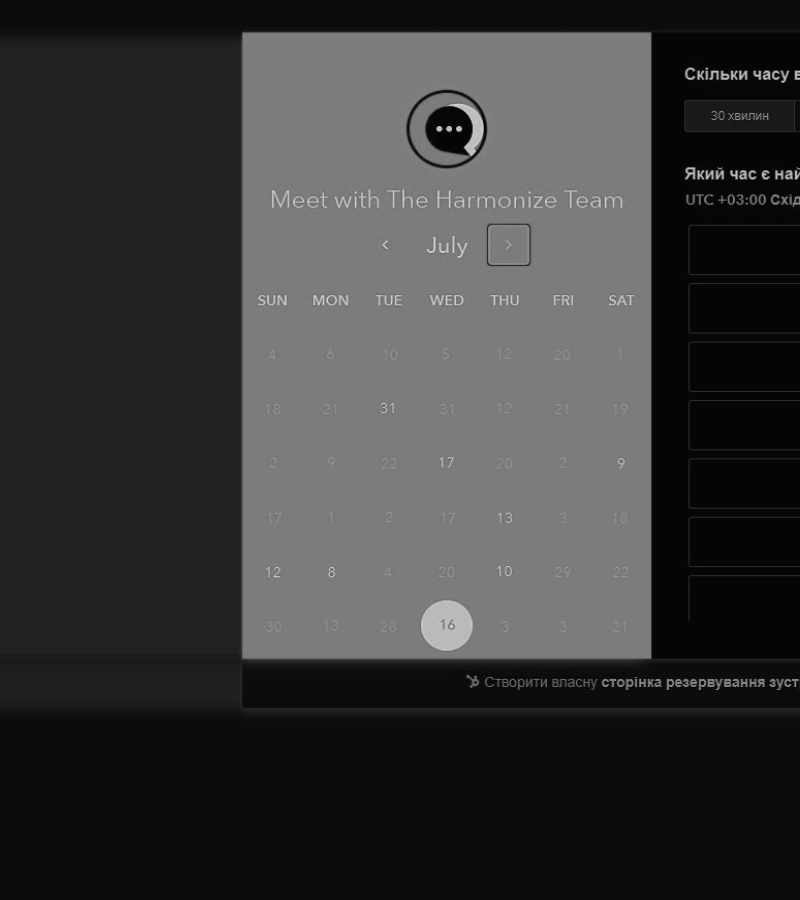 Meet with The Harmonize Team
July
SUN MON TUE WED THU FRI SAT
4 6 10 5 12 20 1
18 21 31 31 12 21 19
2 9 22 17 20 2 9
17 1 2 17 13 3 18
12 8 4 20 10 29 22
30 13 28 16 3 3 21
Скільки часу
30 хвилин
Який час є
UTC +03:00
Створити власну сторінка резервування